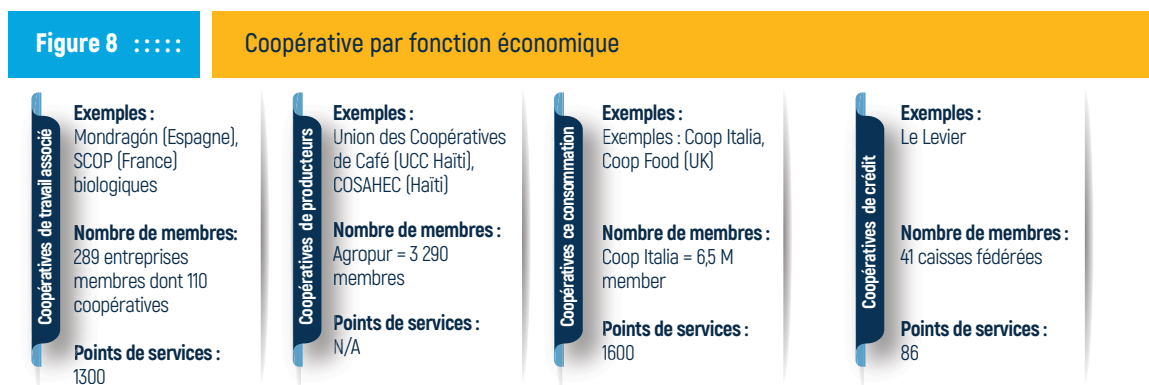 Figure 8 :::::
Coopérative par fonction économique
Coopératives de travail associé
Exemples :
Mondragón (Espagne),
SCOP (France)
biologiques
Nombre de membres:
289 entreprises
membres dont 110
coopératives
Points de services :
1300
Coopératives de producteurs
Exemples :
Union des Coopératives
de Café (UCC Haïti),
COSAHEC (Haïti)
Nombre de membres :
Agropur = 3 290
membres
Points de services :
N/A
Coopératives ce consommation
Exemples :
Exemples : Coop Italia,
Coop Food (UK)
Nombre de membres :
Coop Italia = 6,5 M
member
Points de services :
1600
Coopératives de crédit
Exemples :
Le Levier
Nombre de membres :
41 caisses fédérées
Points de services :
86